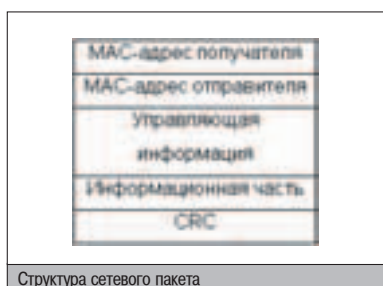 MAC-адрес получателя
MAC-адрес отправителя
Управляющая
информация
Информационная часть
CRC
Структура сетевого пакета